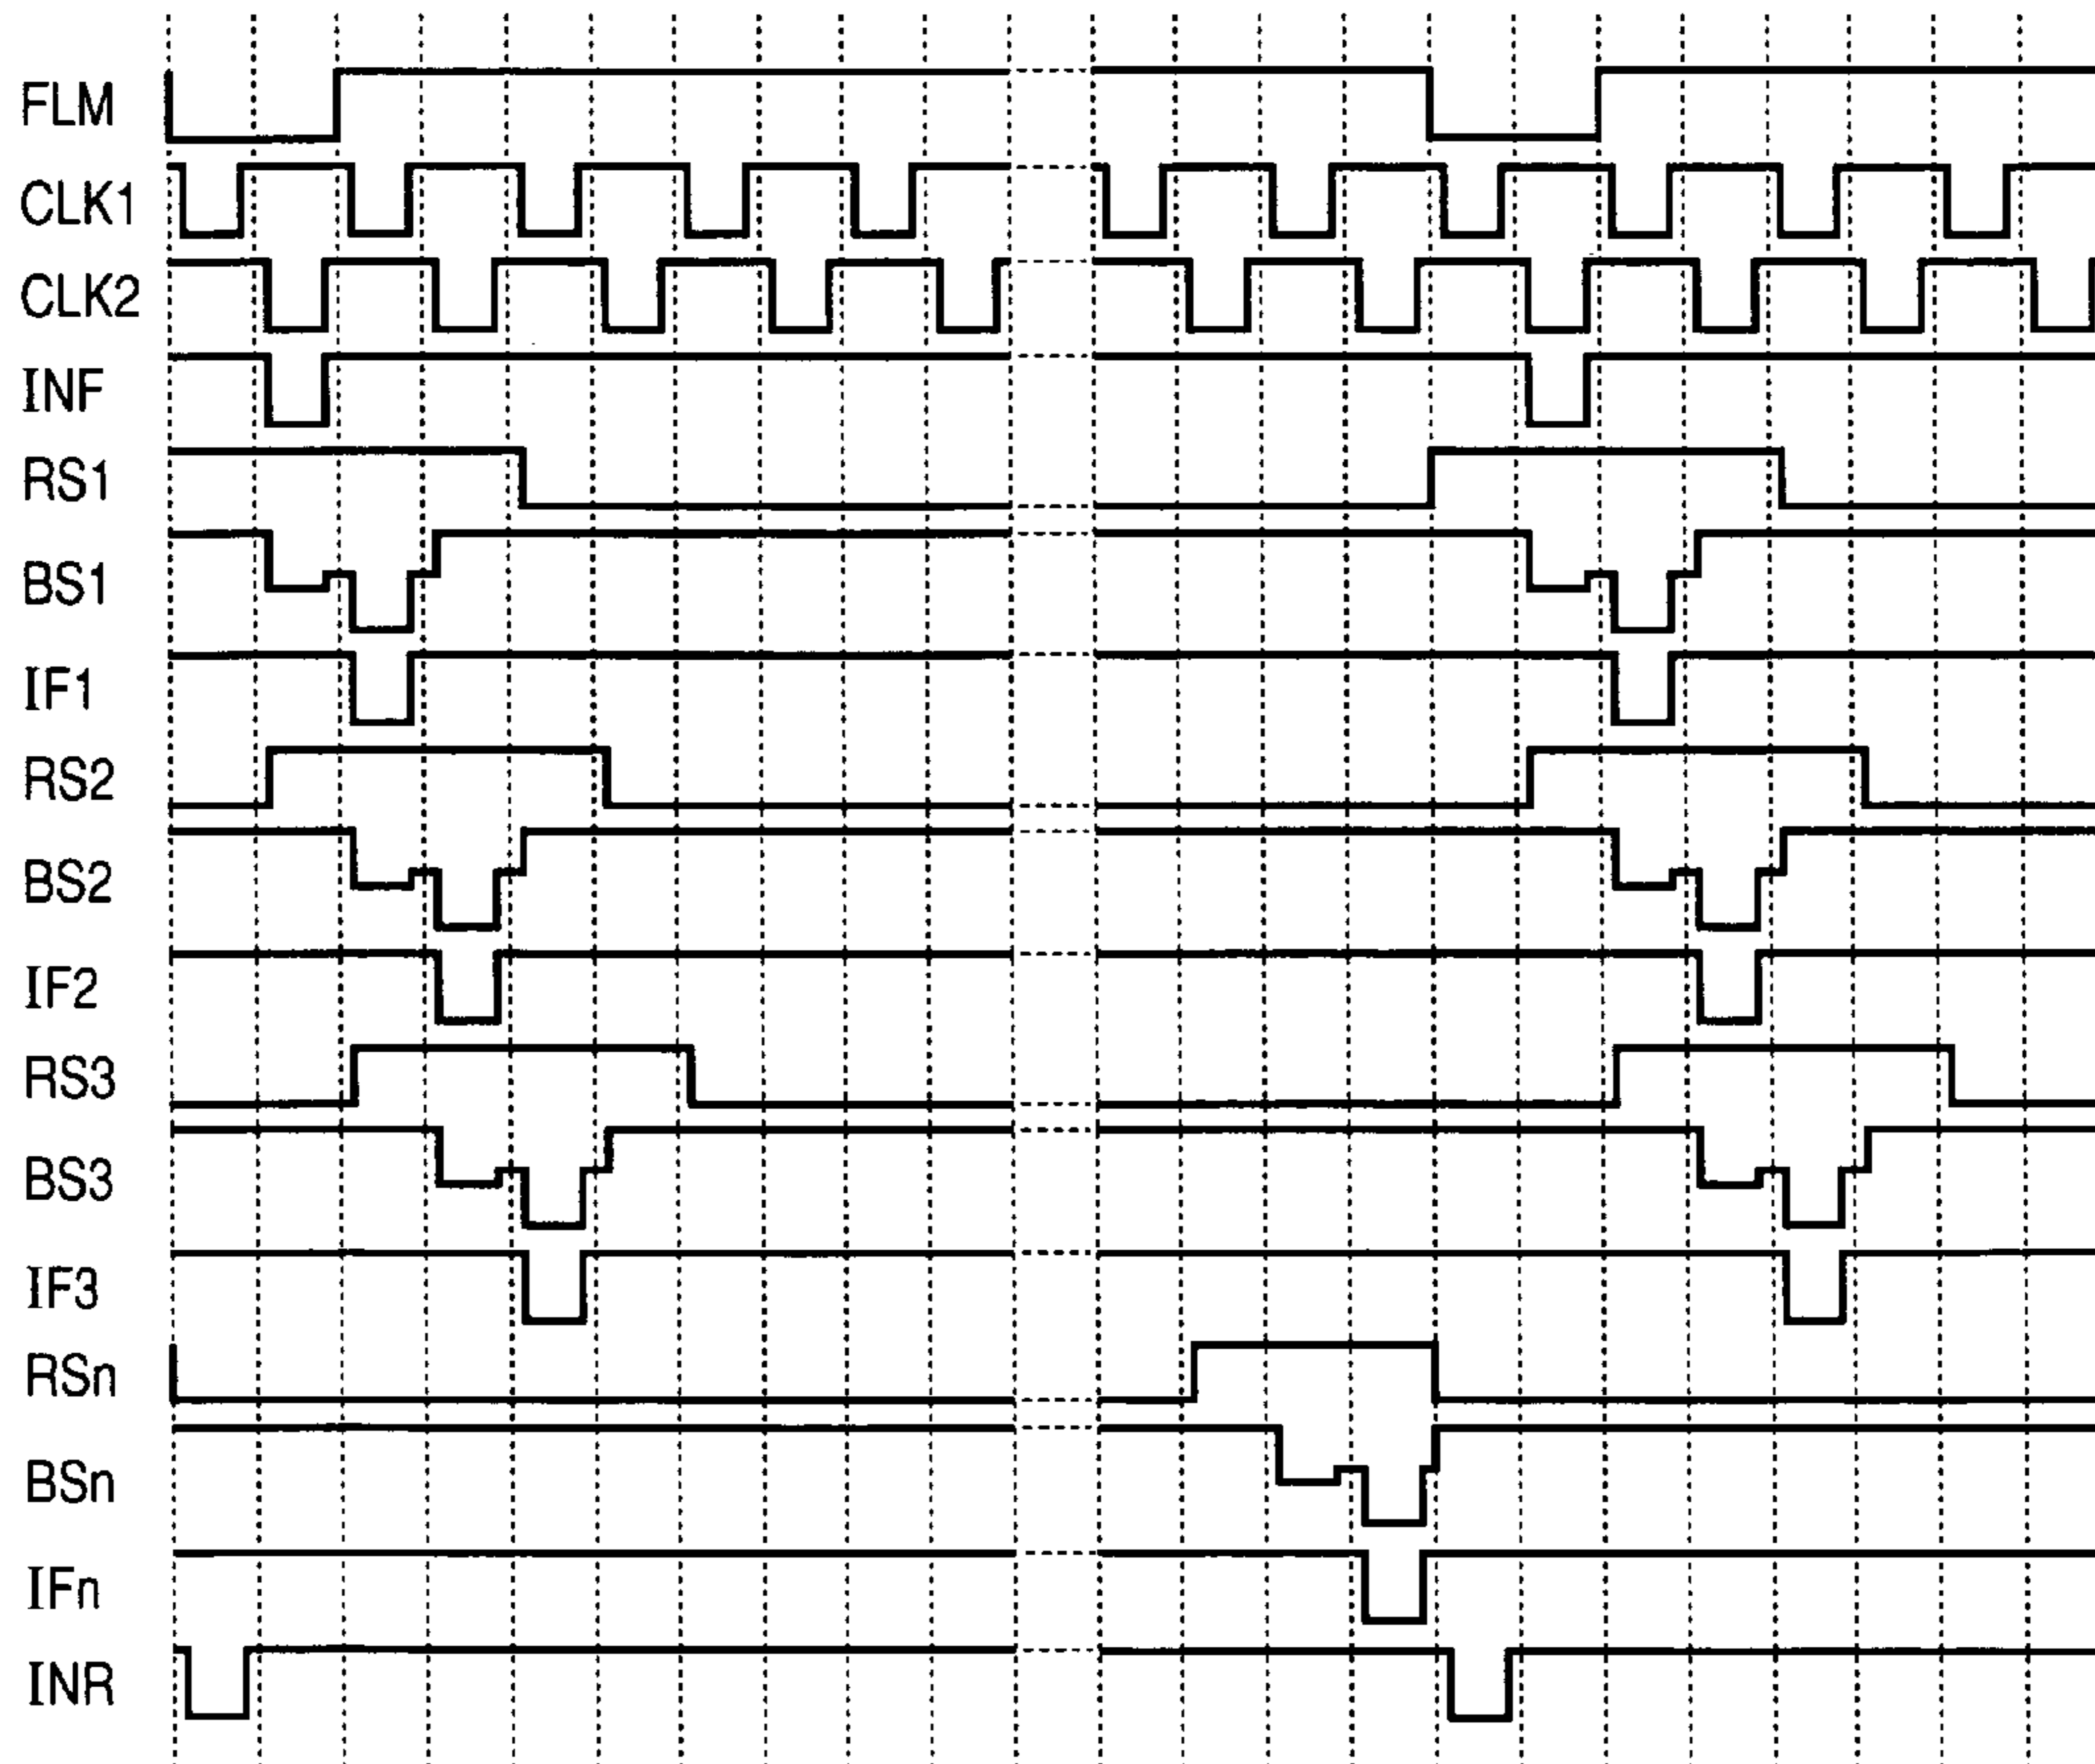 FLM
CLK1
CLK2
INF
RS1
BS1
IF1
RS2
BS2
IF2
RS3
BS3
IF3
RSn
BSn
IFn
INR